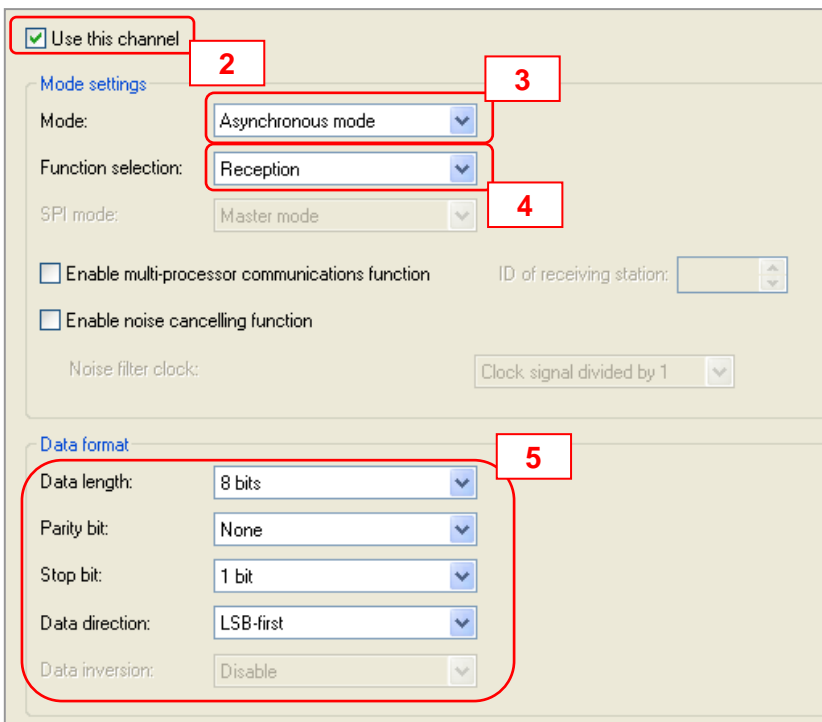 Use this channel
2
Mode settings
3
Mode: Asynchronous mode
Function selection: Reception
4
SPI mode: Master mode
Enable multi-processor communications function ID of receiving station:
Enable noise cancelling function
Noise filter clock: Clock signal divided by 1
Data format
5
Data length: 8 bits
Parity bit: None
Stop bit: 1 bit
Data direction: LSB-first
Data inversion: Disable